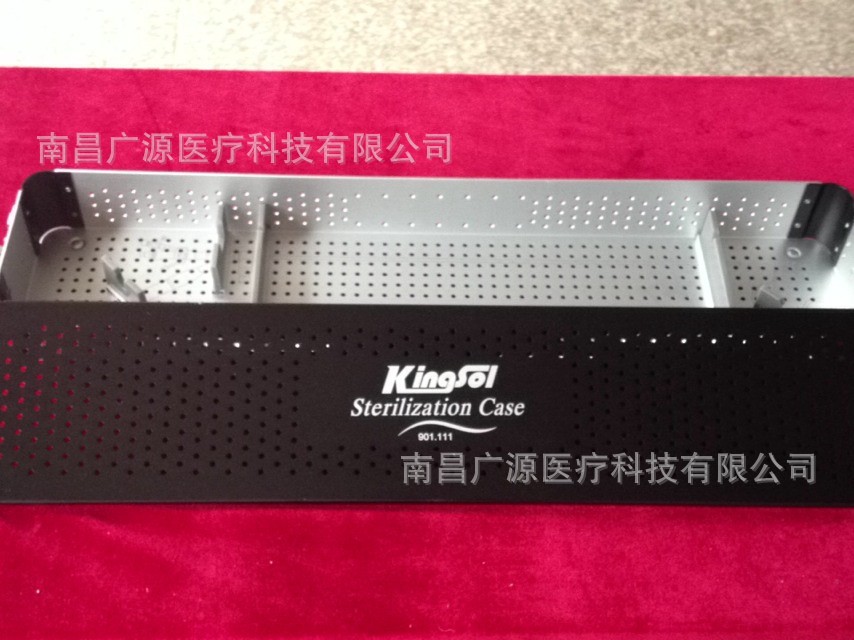 南昌广源医疗科技有限公司
KingSol
Sterilization Case
901.111
南昌广源医疗科技有限公司